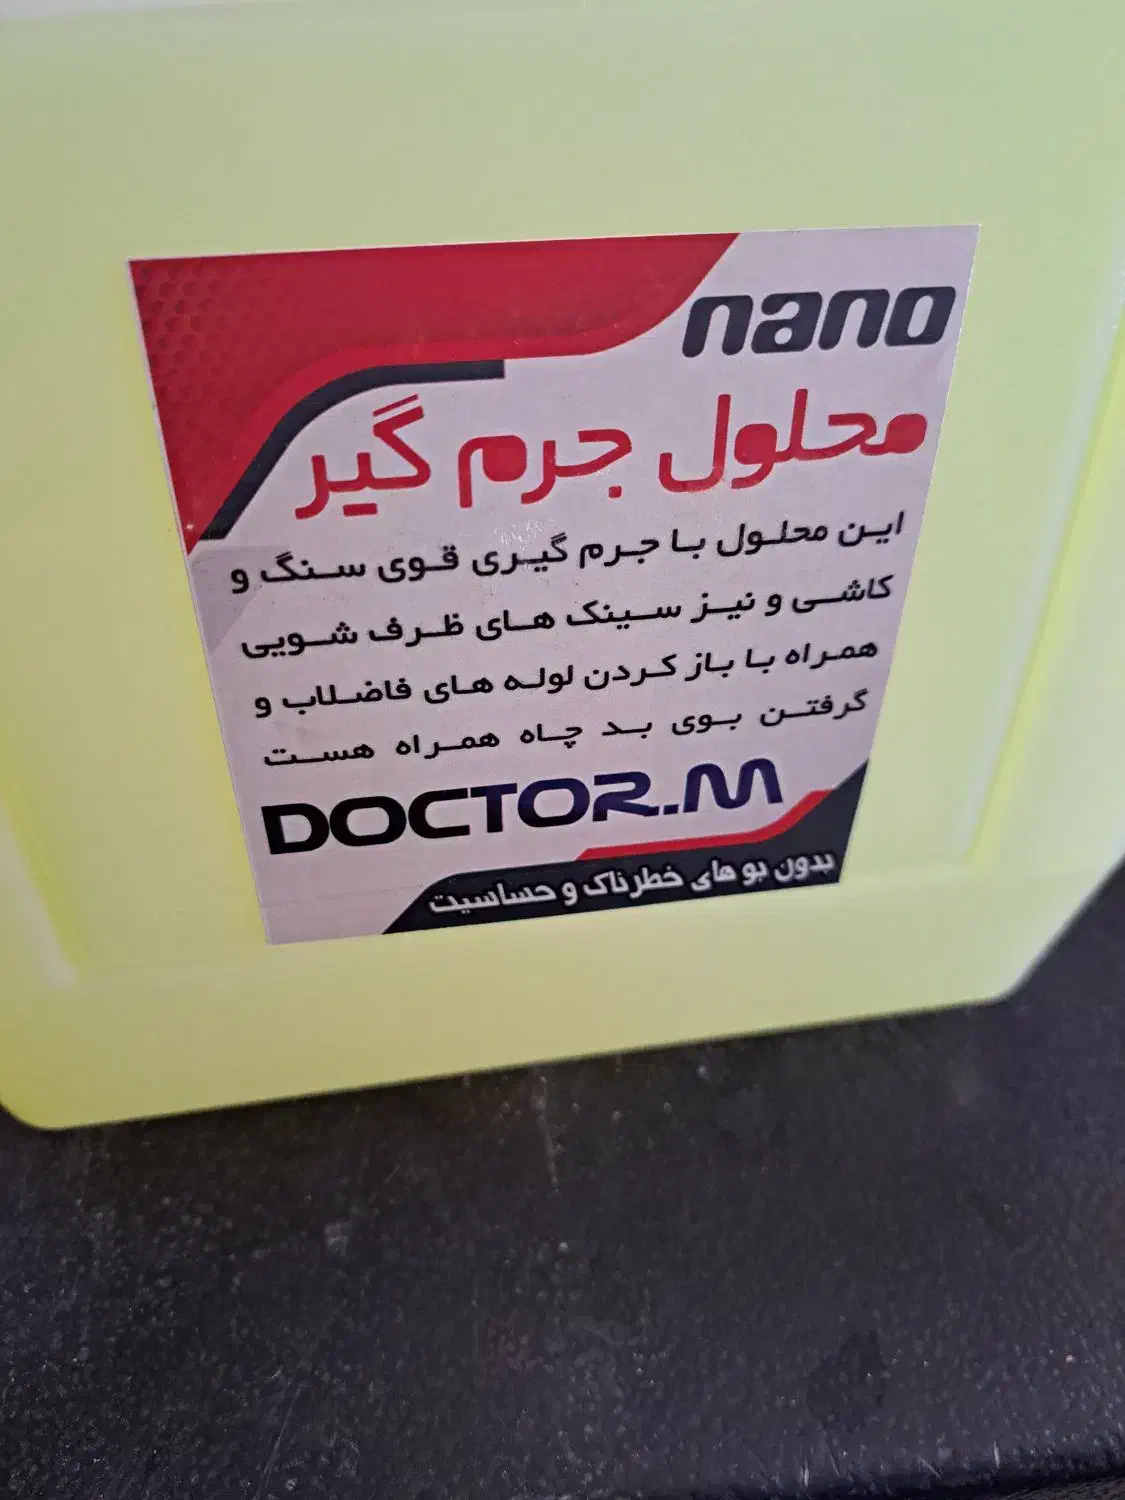 nano
محلول جرم گیر
این محلول با جرم گیری قوی سنگ و
کاشی و نیز سینک های ظرف شویی
همراه با باز کردن لوله های فاضلاب و
گرفتن بوی بد چاه همراه هست
DOCTOR.M
بدون بو های خطرناک و حساسیت